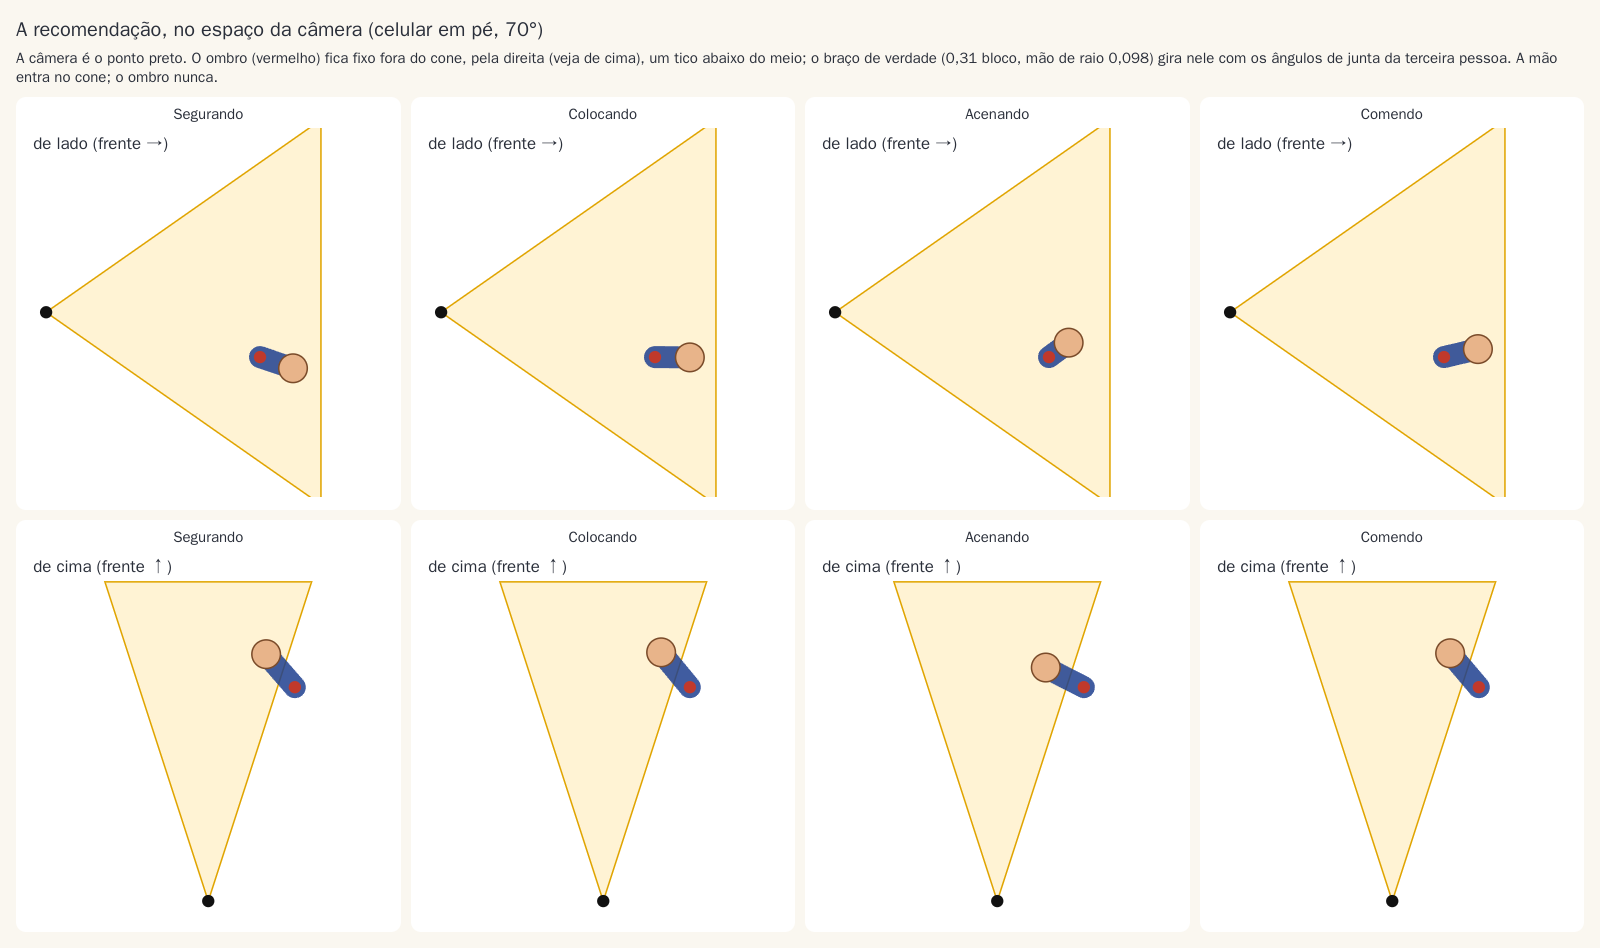 A recomendação, no espaço da câmera (celular em pé, 70°)
A câmera é o ponto preto. O ombro (vermelho) fica fixo fora do cone, pela direita (veja de cima), um tico abaixo do meio; o braço de verdade (0,31 bloco, mão de raio 0,098) gira nele com os ângulos de junta da terceira pessoa. A mão
entra no cone; o ombro nunca.
Segurando
Colocando
Acenando
Comendo
de lado (frente →)
de lado (frente →)
de lado (frente →)
de lado (frente →)
Segurando
Colocando
Acenando
Comendo
de cima (frente ↑)
de cima (frente ↑)
de cima (frente ↑)
de cima (frente ↑)